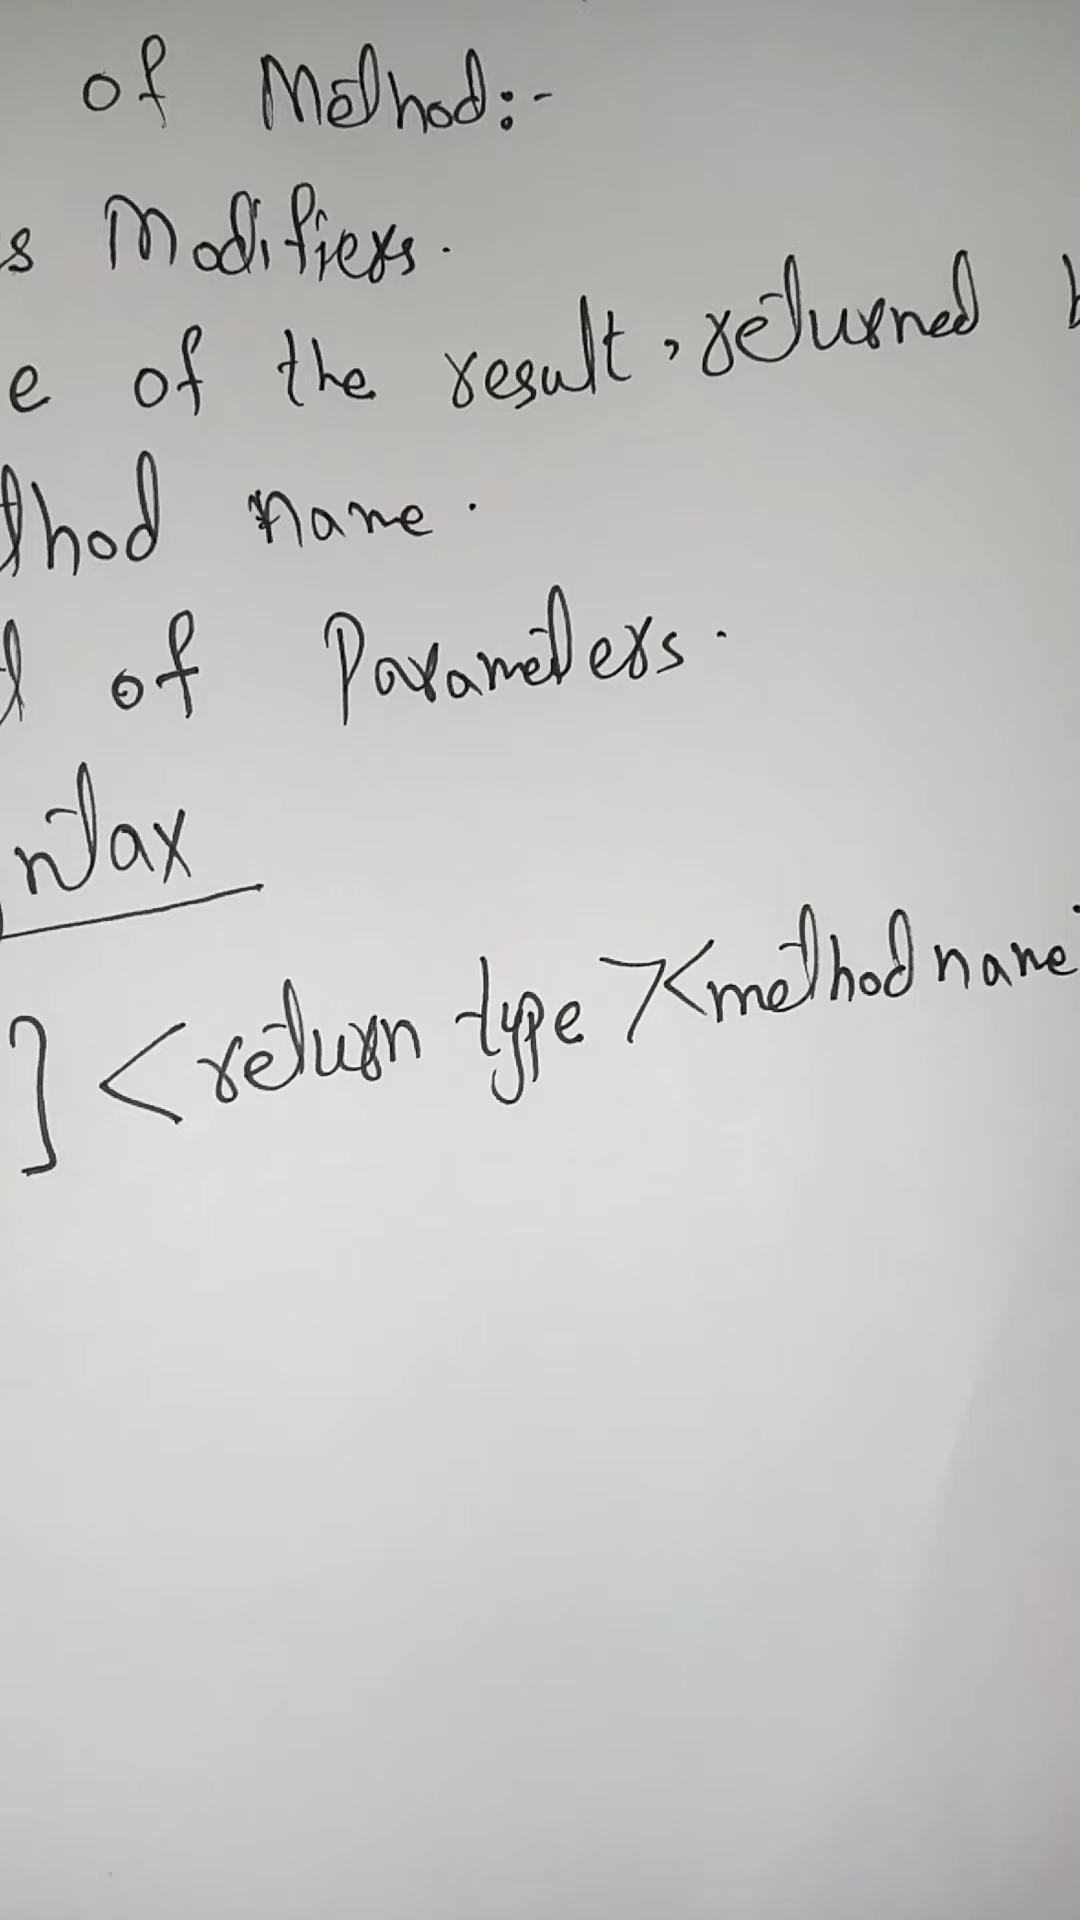 of Method:-
s Modifiers.
e of the result, returned
thod name.
of Parameters.
ntax
] <return type><method name